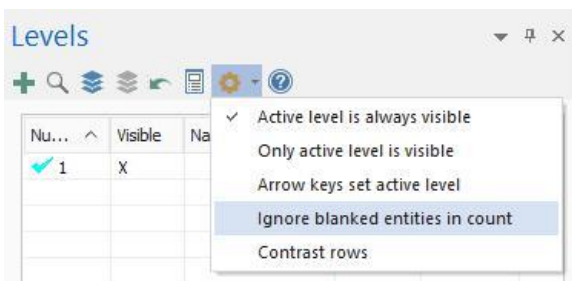 Levels
Nu... Visible Na
1 X
Active level is always visible
Only active level is visible
Arrow keys set active level
Ignore blanked entities in count
Contrast rows